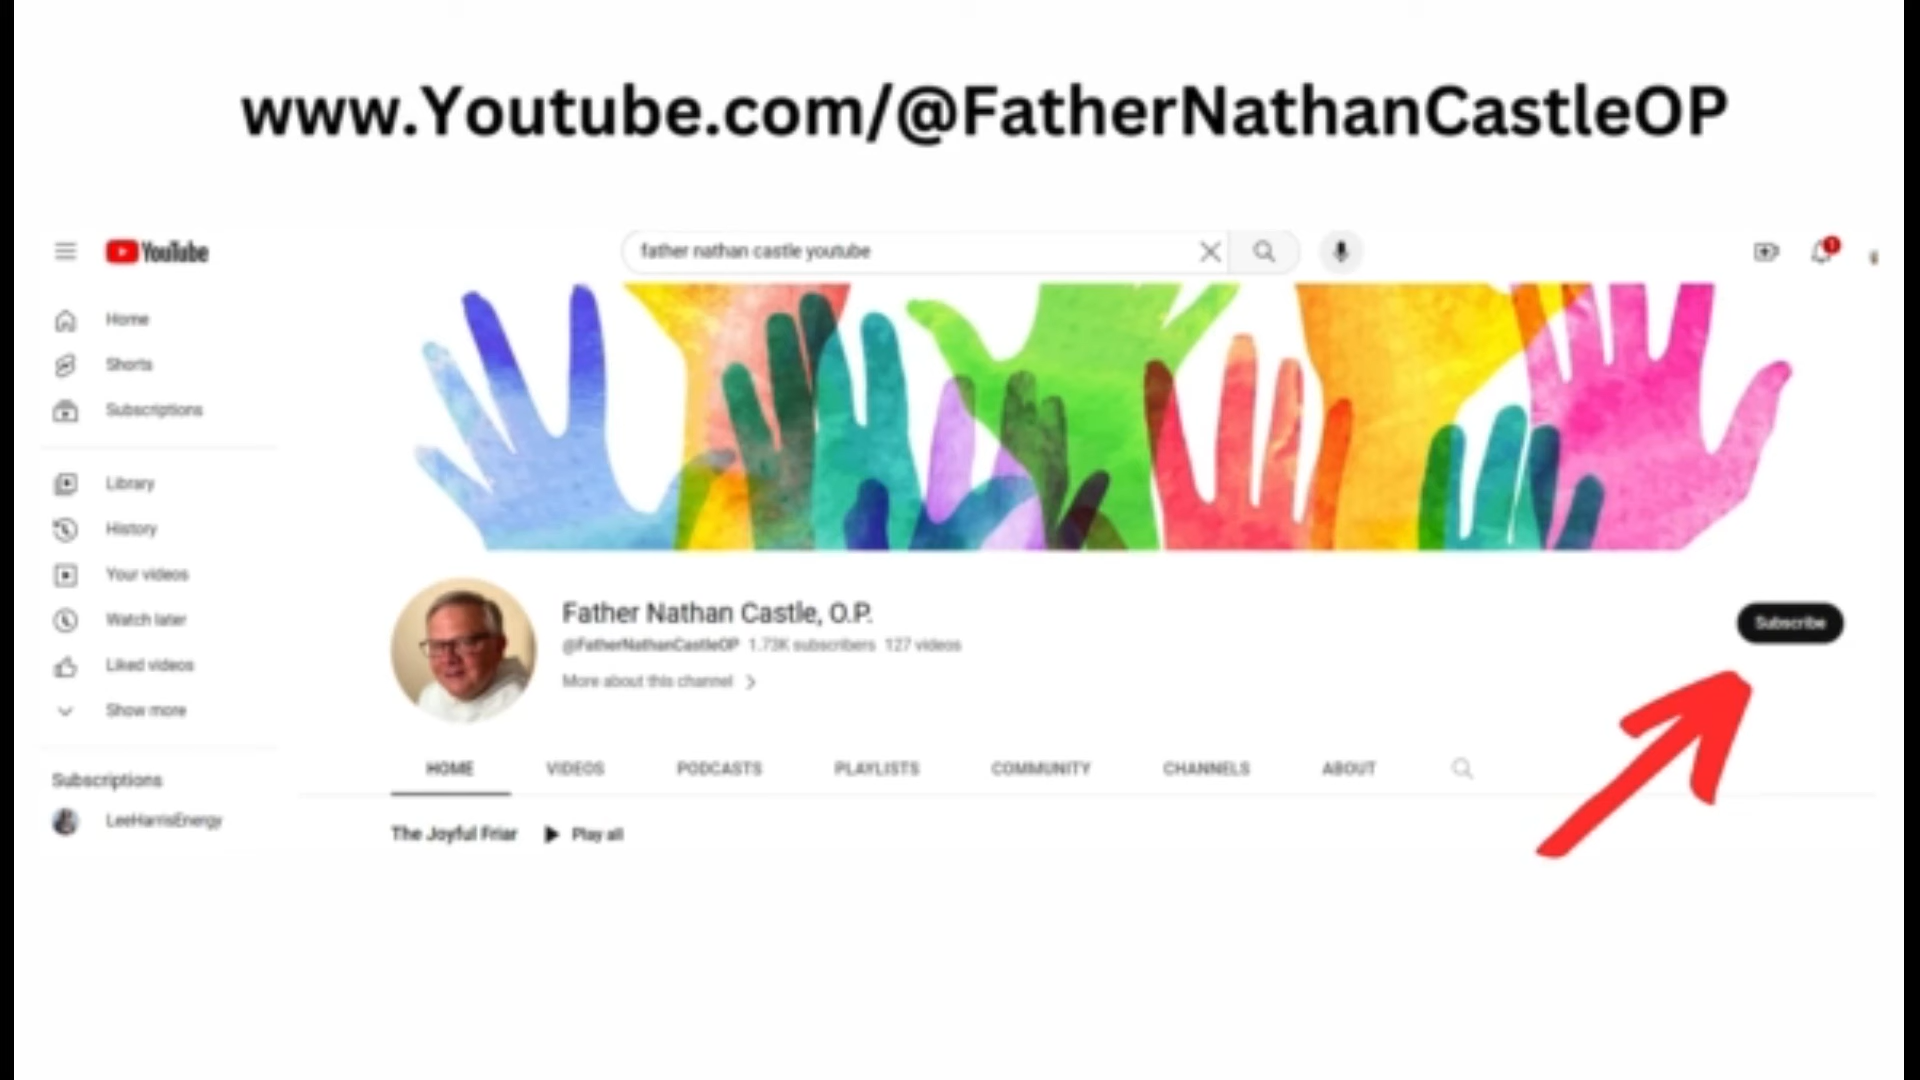 www.Youtube.com/@FatherNathanCastleOP
YouTube
father nathan castle youtube
1
Home
Shorts
Subscriptions
Library
History
Your videos
Watch later
Liked videos
Show more
Subscriptions
LeeHarrisEnergy
Father Nathan Castle, O.P.
@FatherNathanCastleOP 1.73K subscribers 127 videos
More about this channel
Subscribe
HOME VIDEOS PODCASTS PLAYLISTS COMMUNITY CHANNELS ABOUT
The Joyful Friar Play all